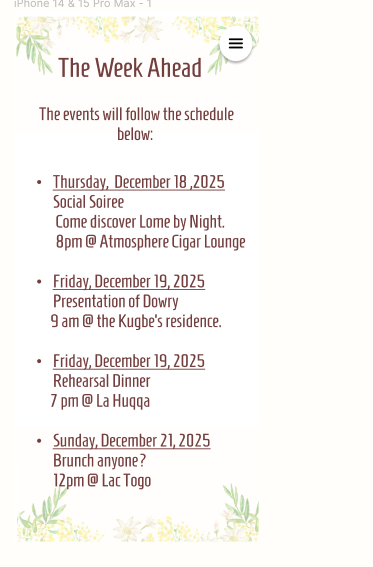 iPhone 14 & 15 Pro Max - 1
The Week Ahead
The events will follow the schedule
below:
• Thursday, December 18 ,2025
Social Soiree
Come discover Lome by Night.
8pm @ Atmosphere Cigar Lounge
• Friday, December 19, 2025
Presentation of Dowry
9 am @ the Kugbe's residence.
• Friday, December 19, 2025
Rehearsal Dinner
7 pm @ La Huqqa
• Sunday, December 21, 2025
Brunch anyone?
12pm @ Lac Togo